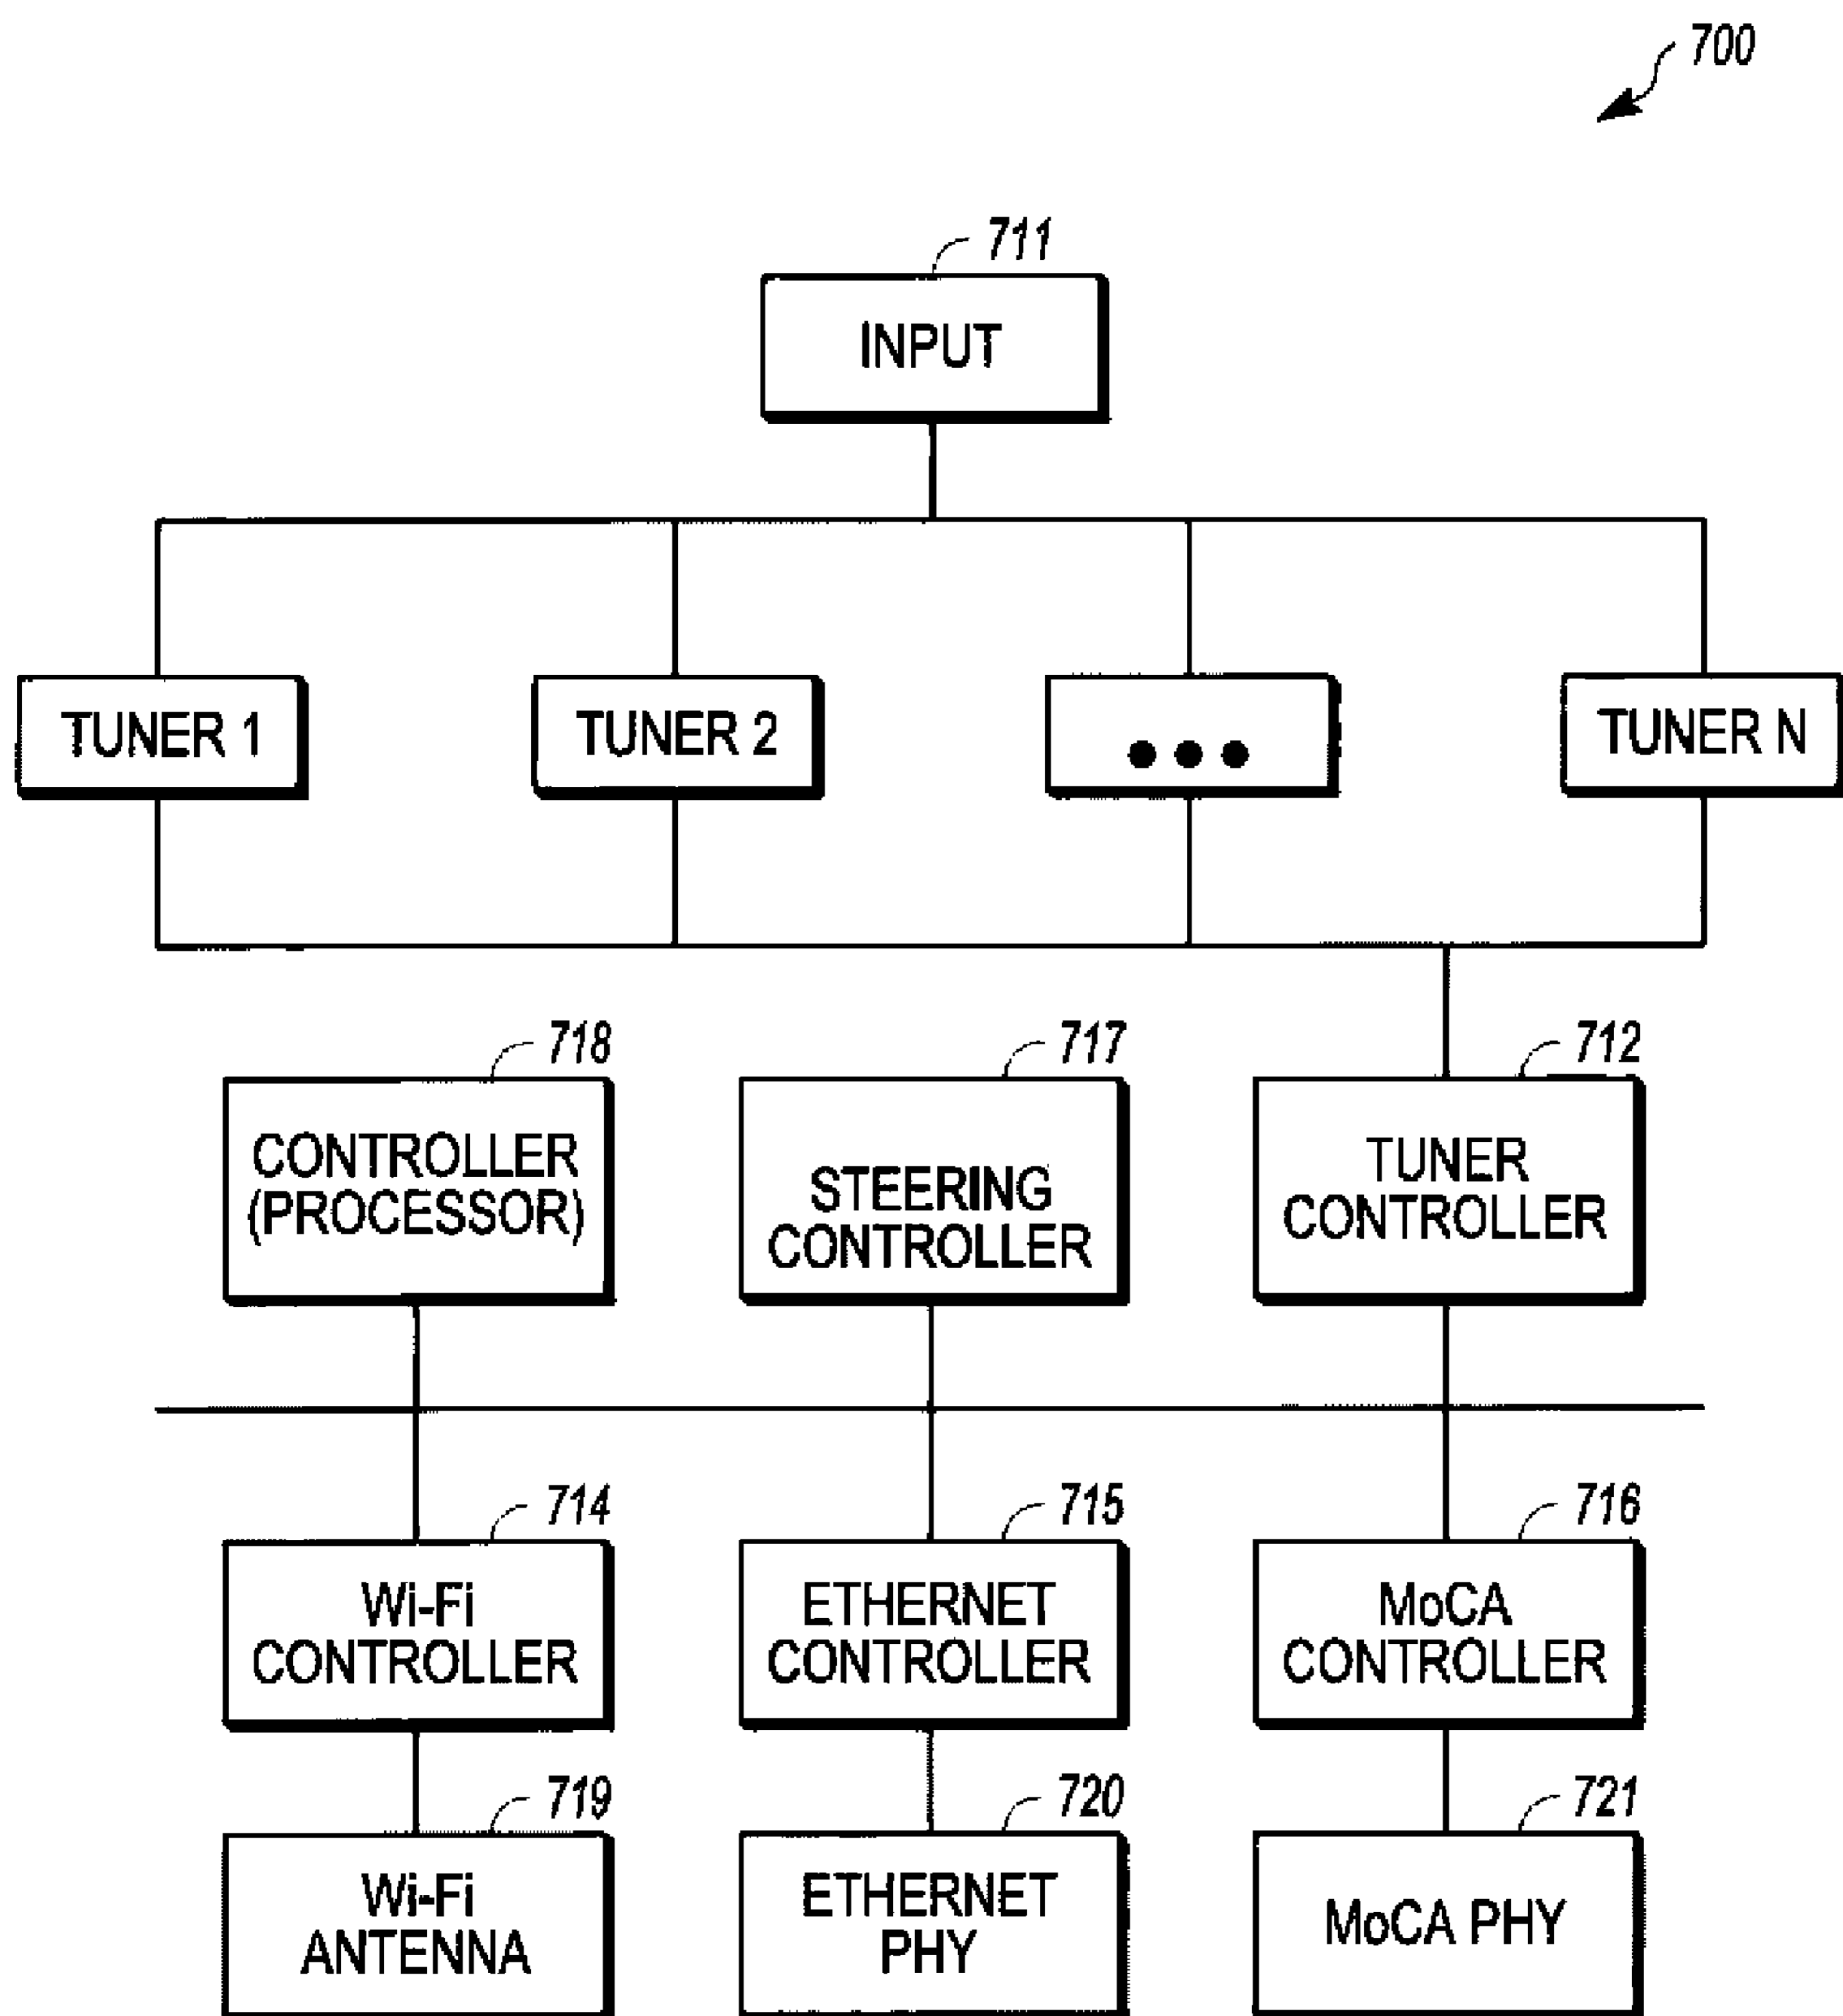 700
711
INPUT
TUNER 1
TUNER 2
•••
TUNER N
718
717
712
CONTROLLER
(PROCESSOR)
STEERING
CONTROLLER
TUNER
CONTROLLER
714
715
716
Wi-Fi
CONTROLLER
ETHERNET
CONTROLLER
MoCA
CONTROLLER
719
720
721
Wi-Fi
ANTENNA
ETHERNET
PHY
MoCA PHY